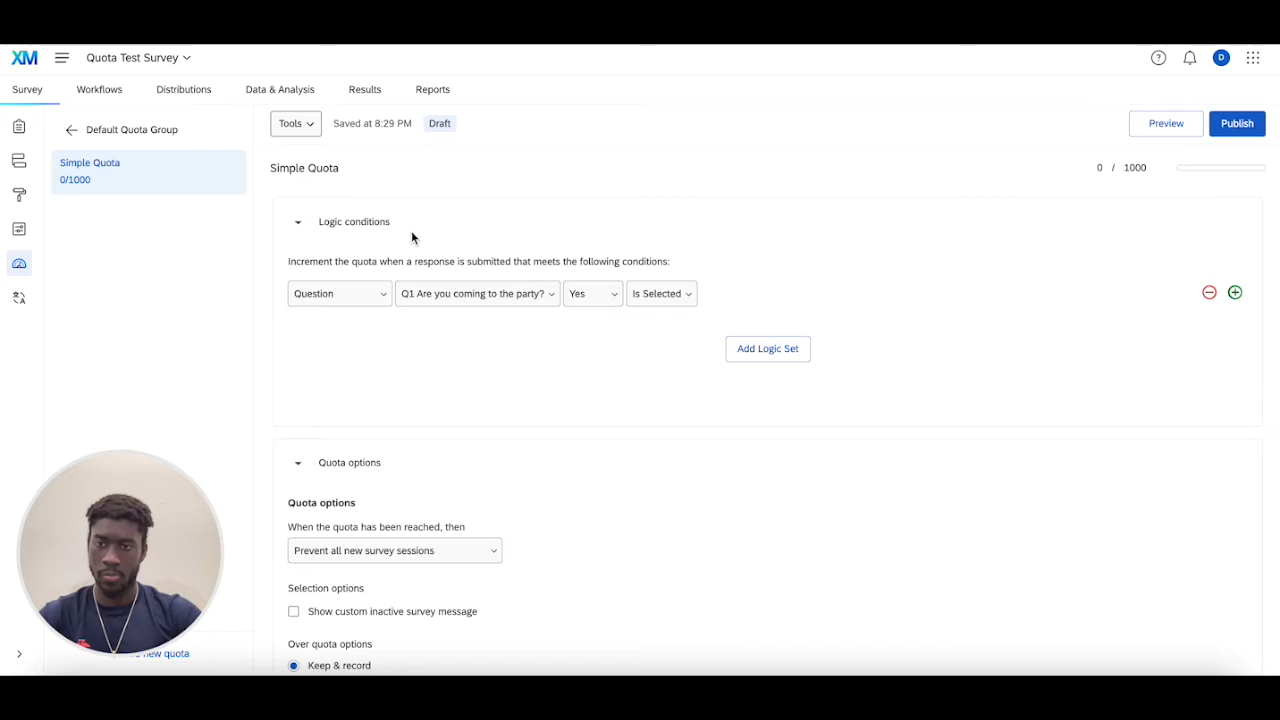 XM Quota Test Survey D
Survey Workflows Distributions Data & Analysis Results Reports
Default Quota Group
Tools Saved at 8:29 PM Draft Preview Publish
Simple Quota
0/1000
Simple Quota 0 / 1000
Logic conditions
Increment the quota when a response is submitted that meets the following conditions:
Question Q1 Are you coming to the party? Yes Is Selected
Add Logic Set
Quota options
Quota options
When the quota has been reached, then
Prevent all new survey sessions
Selection options
Show custom inactive survey message
Over quota options
new quota
Keep & record